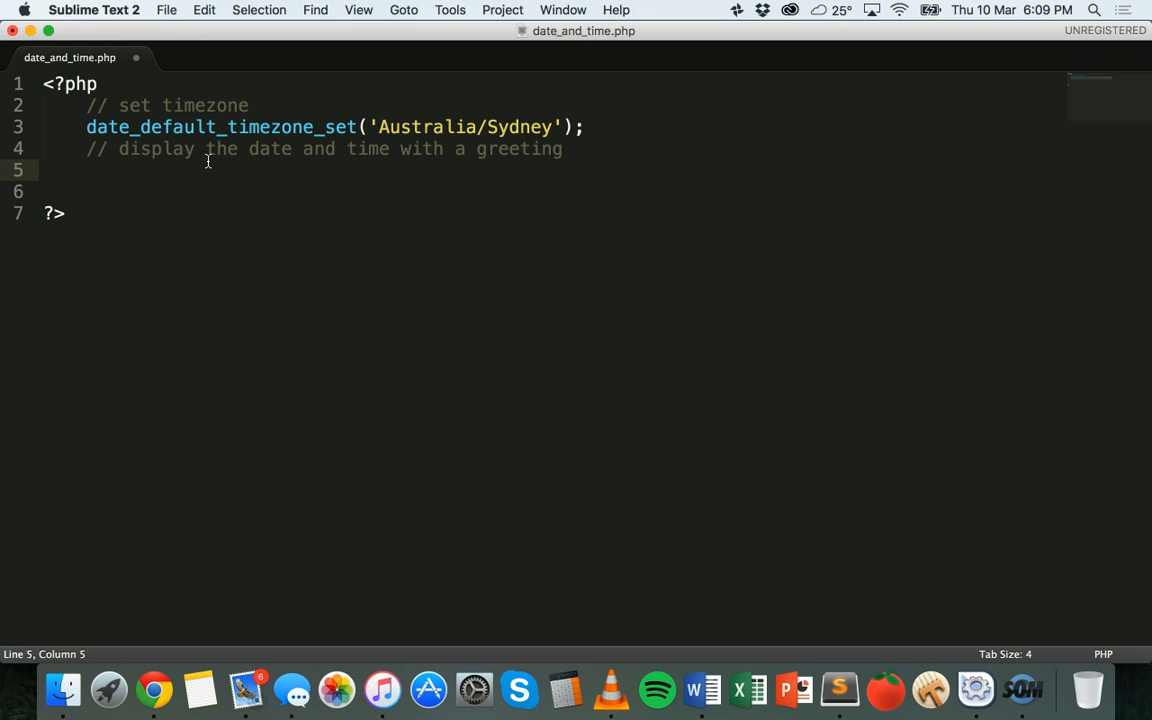 Sublime Text 2 File Edit Selection Find View Goto Tools Project Window Help 25° Thu 10 Mar 6:09 PM
date_and_time.php UNREGISTERED
date_and_time.php
1 <?php
2 // set timezone
3 date_default_timezone_set('Australia/Sydney');
4 // display the date and time with a greeting
5
6
7 ?>
Line 5, Column 5 Tab Size: 4 PHP
6 S W X P S SOM